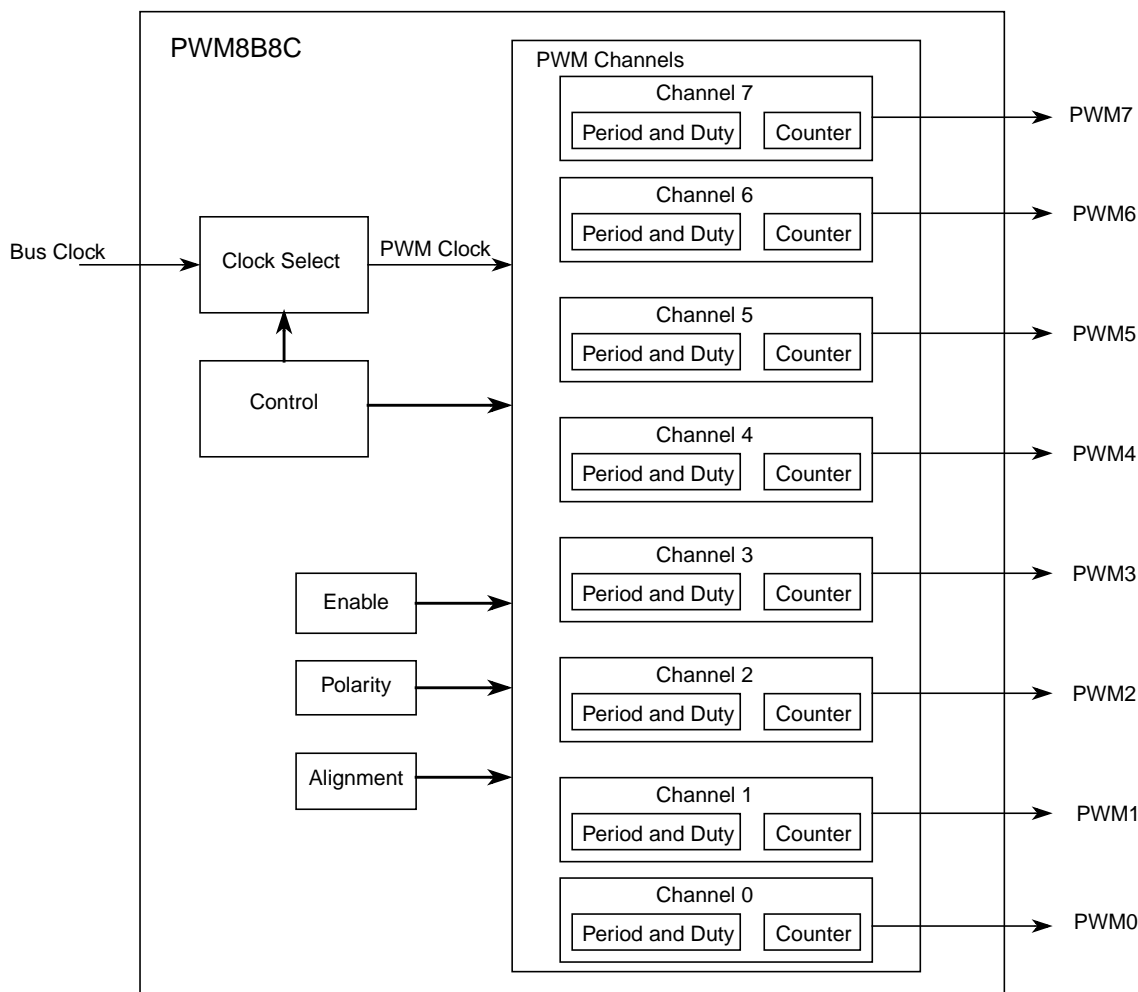 PWM8B8C
PWM Channels
Channel 7
Period and Duty
Counter
PWM7
Channel 6
Period and Duty
Counter
PWM6
Bus Clock
Clock Select
PWM Clock
Channel 5
Period and Duty
Counter
PWM5
Control
Channel 4
Period and Duty
Counter
PWM4
Channel 3
Period and Duty
Counter
PWM3
Enable
Polarity
Channel 2
Period and Duty
Counter
PWM2
Alignment
Channel 1
Period and Duty
Counter
PWM1
Channel 0
Period and Duty
Counter
PWM0